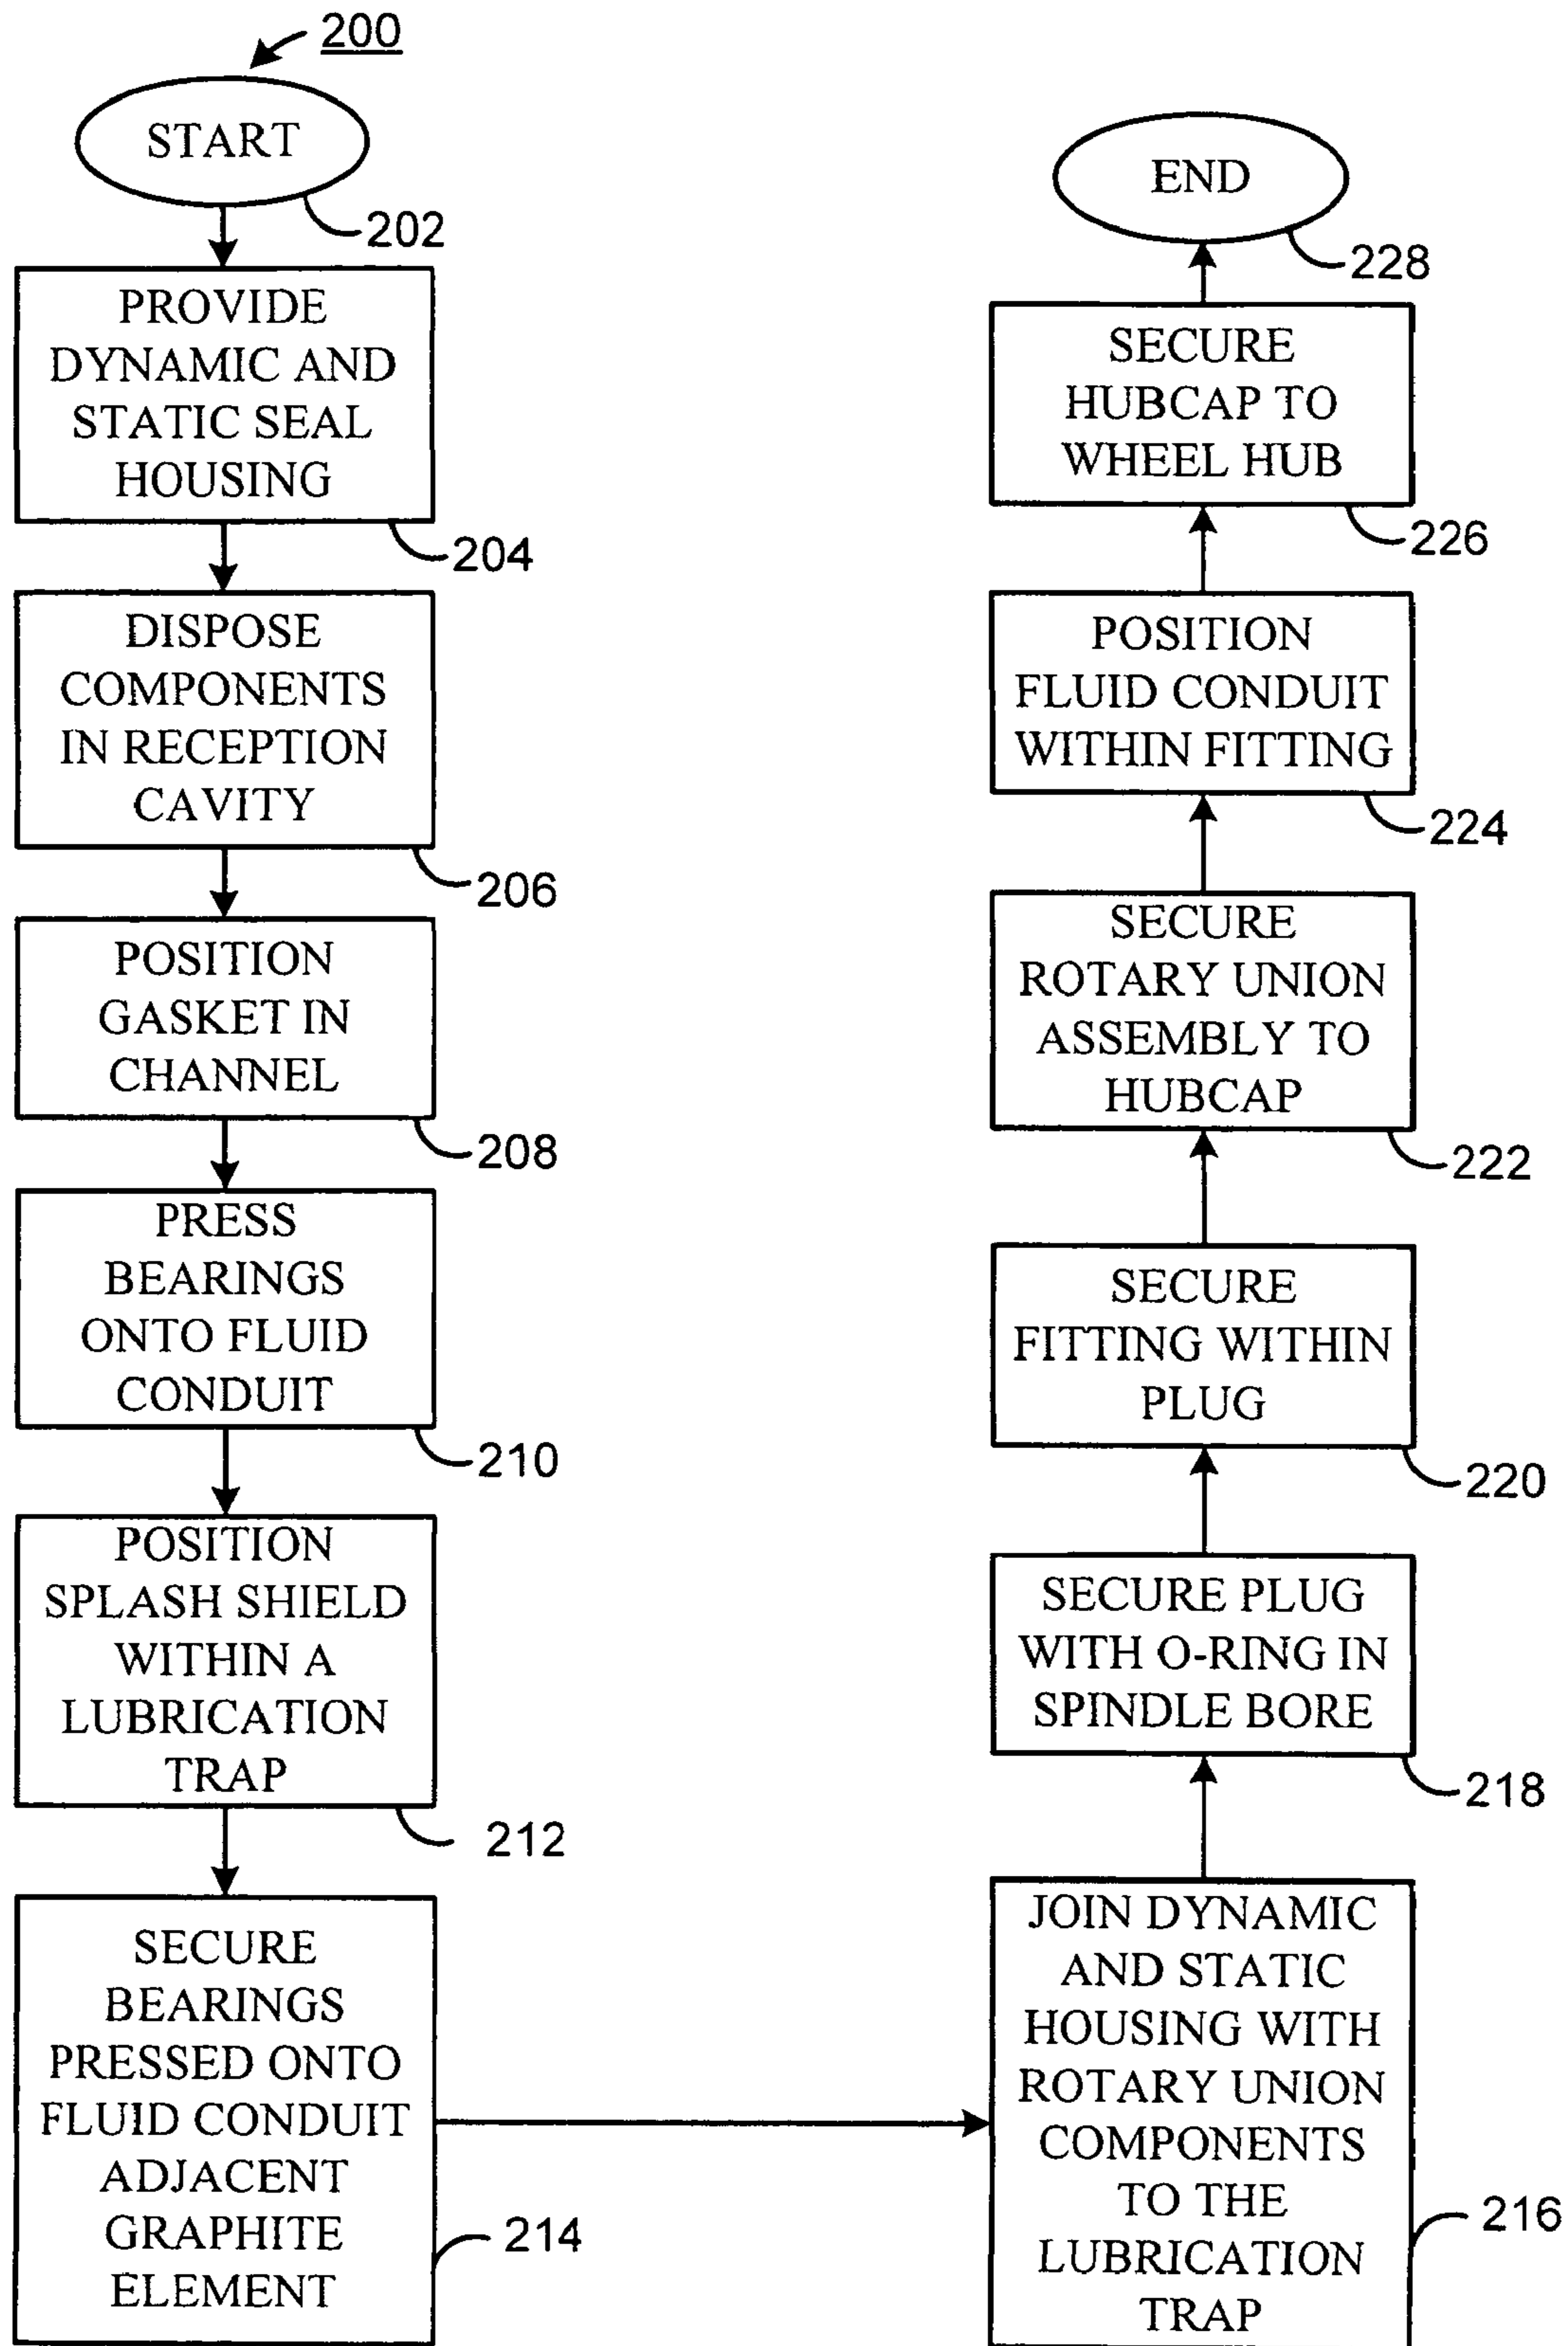 200
START
202
PROVIDE
DYNAMIC AND
STATIC SEAL
HOUSING
204
DISPOSE
COMPONENTS
IN RECEPTION
CAVITY
206
POSITION
GASKET IN
CHANNEL
208
PRESS
BEARINGS
ONTO FLUID
CONDUIT
210
POSITION
SPLASH SHIELD
WITHIN A
LUBRICATION
TRAP
212
SECURE
BEARINGS
PRESSED ONTO
FLUID CONDUIT
ADJACENT
GRAPHITE
ELEMENT
214
JOIN DYNAMIC
AND STATIC
HOUSING WITH
ROTARY UNION
COMPONENTS
TO THE
LUBRICATION
TRAP
216
SECURE PLUG
WITH O-RING IN
SPINDLE BORE
218
SECURE
FITTING WITHIN
PLUG
220
SECURE
ROTARY UNION
ASSEMBLY TO
HUBCAP
222
POSITION
FLUID CONDUIT
WITHIN FITTING
224
SECURE
HUBCAP TO
WHEEL HUB
226
END
228